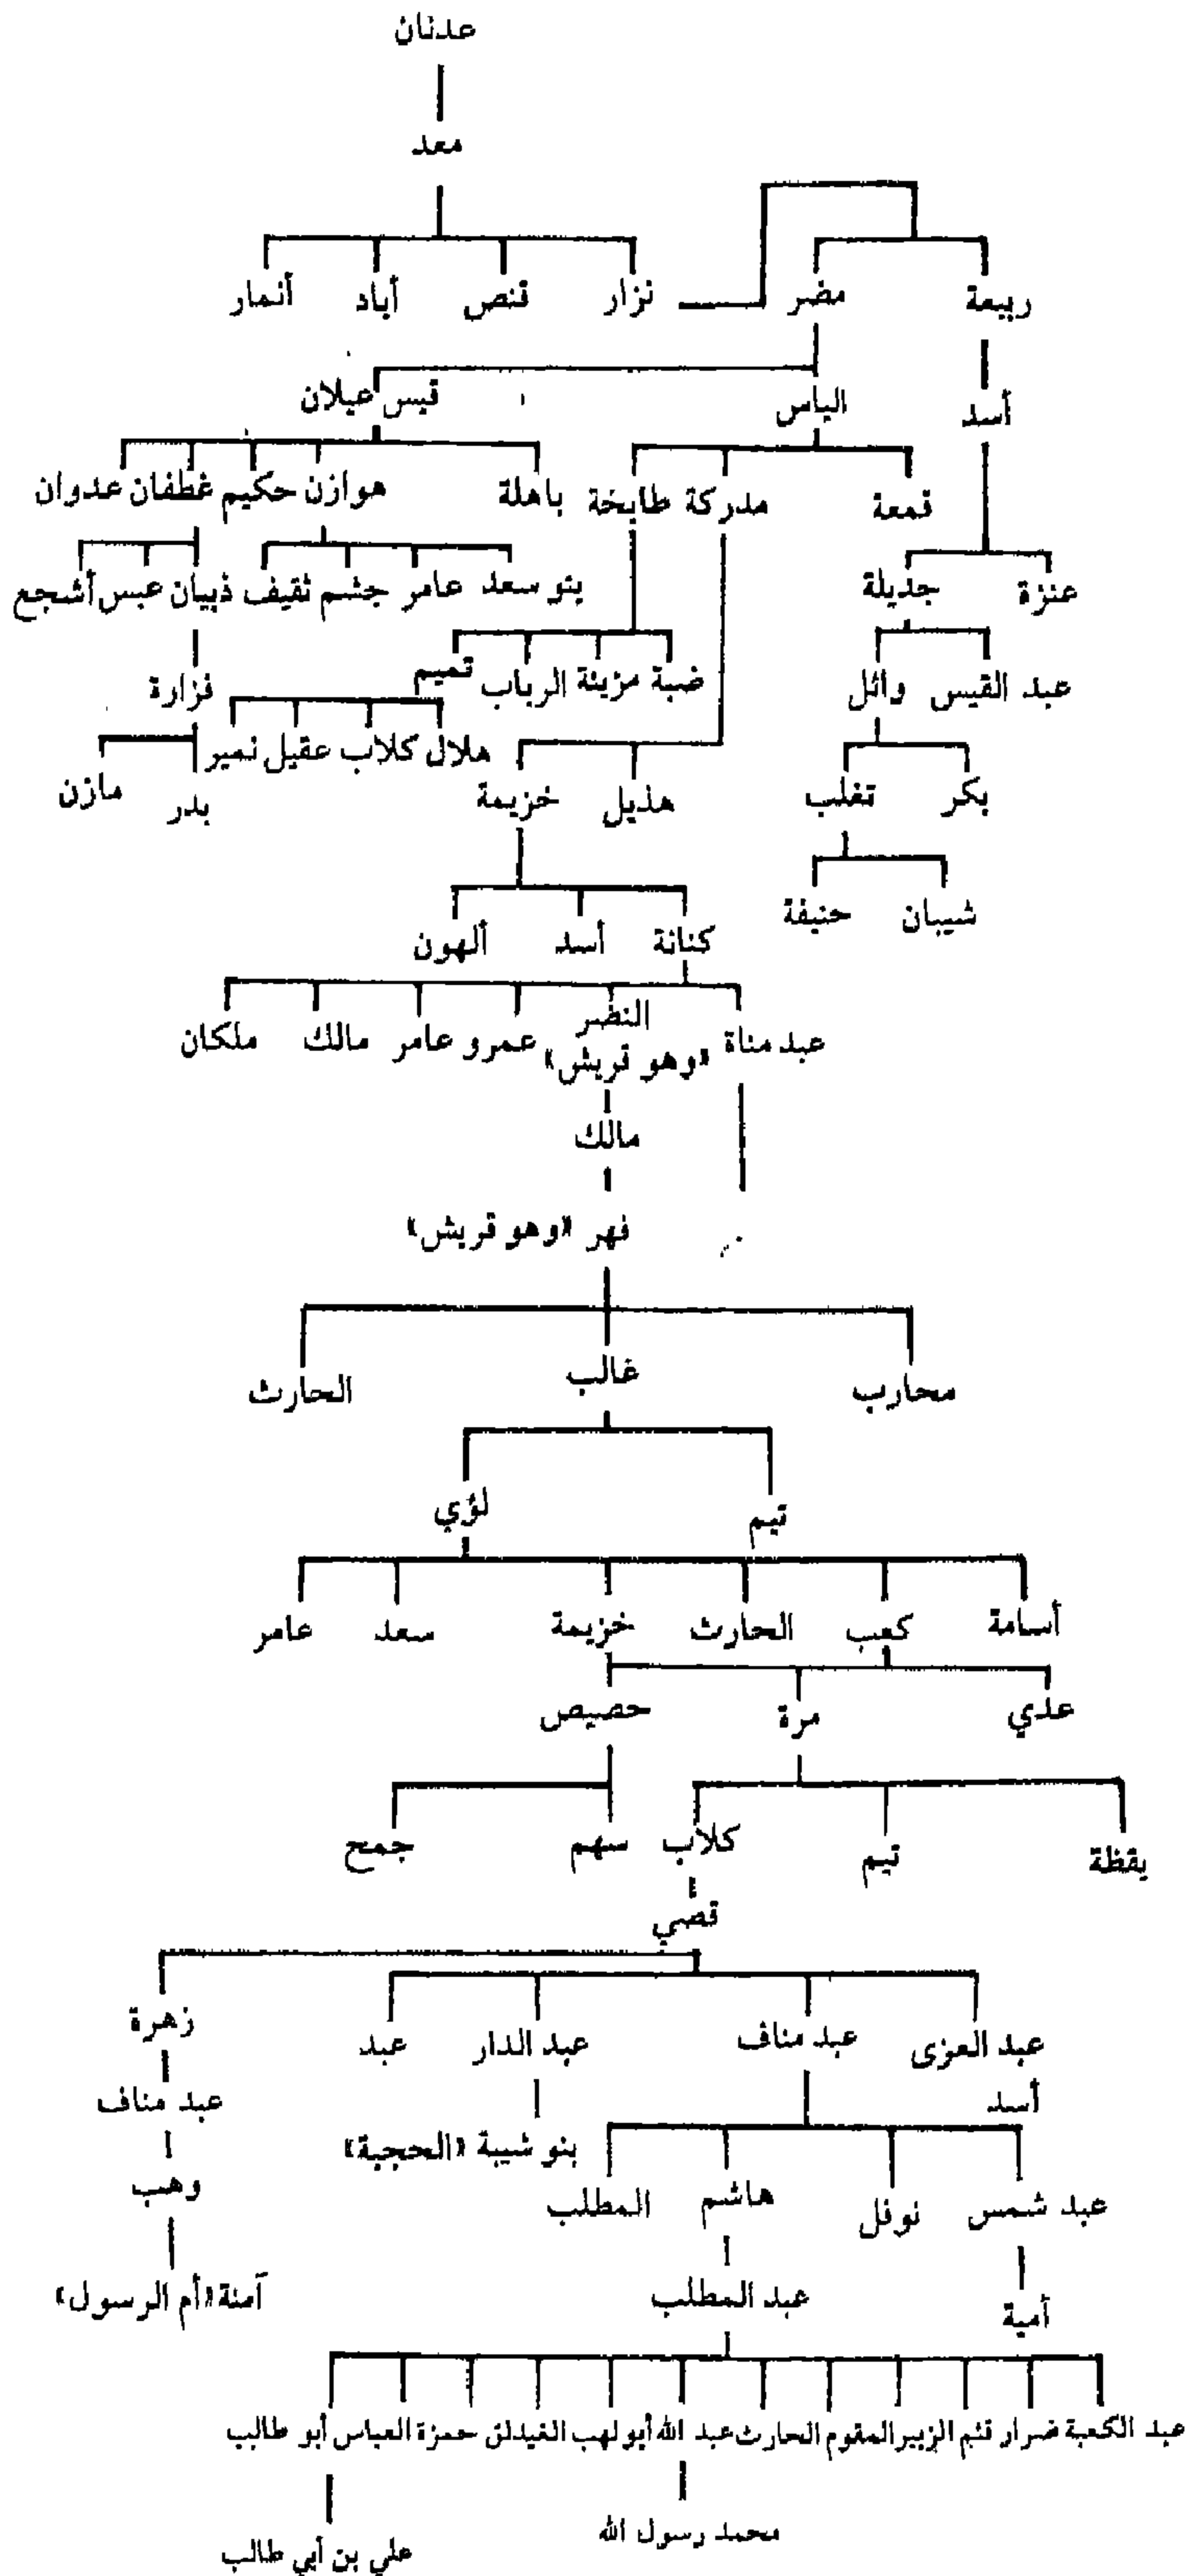 عدنان
معد
ربيعة مضر نزار قنص أباد أنمار
أسد الياس قيس عيلان
قمعة مدركة طابخة باهلة هوازن حكيم غطفان عدوان
عنزة جديلة بنو سعد عامر جشم ثقيف ذبيان عبس أشجع
عبد القيس وائل ضبة مزينة الرباب تميم فزارة
هلال كلاب عقيل نمير
بكر تغلب هذيل خزيمة بدر مازن
شيبان حنيفة
كنانة أسد ألهون
عبد مناة النضر عمرو عامر مالك ملكان
«وهو قريش»
مالك
فهر «وهو قريش»
محارب غالب الحارث
تيم لؤي
أسامة كعب الحارث خزيمة سعد عامر
عدي مرة حصيص
يقظة تيم كلاب سهم جمح
قصي
عبد العزى عبد مناف عبد الدار عبد زهرة
أسد عبد مناف
بنو شيبة «الحجبة»
عبد شمس نوفل هاشم المطلب وهب
أمية عبد المطلب آمنة «أم الرسول»
عبد الكعبة ضرار قثم الزبير المقوم الحارث عبد الله أبو لهب الغيدلن حمزة العباس أبو طالب
محمد رسول الله علي بن أبي طالب